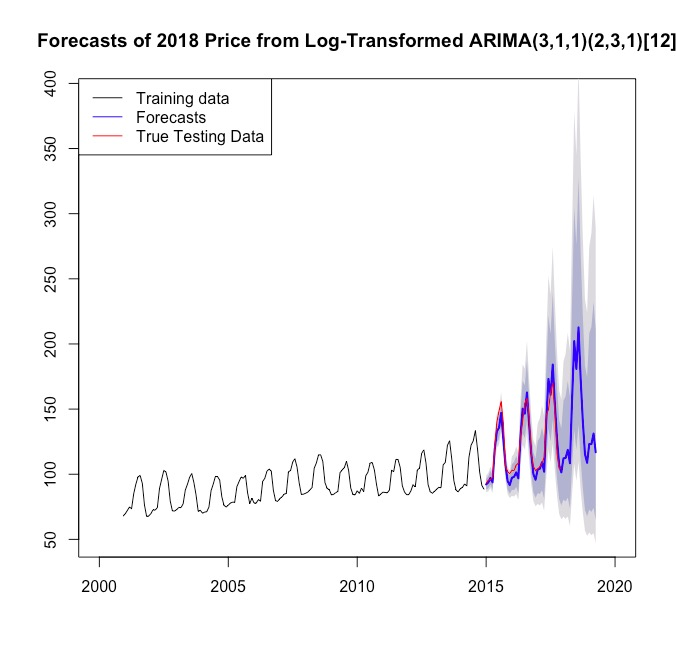 Forecasts of 2018 Price from Log-Transformed ARIMA(3,1,1)(2,3,1)[12]
400
350
300
250
200
150
100
50
Training data
Forecasts
True Testing Data
2000 2005 2010 2015 2020